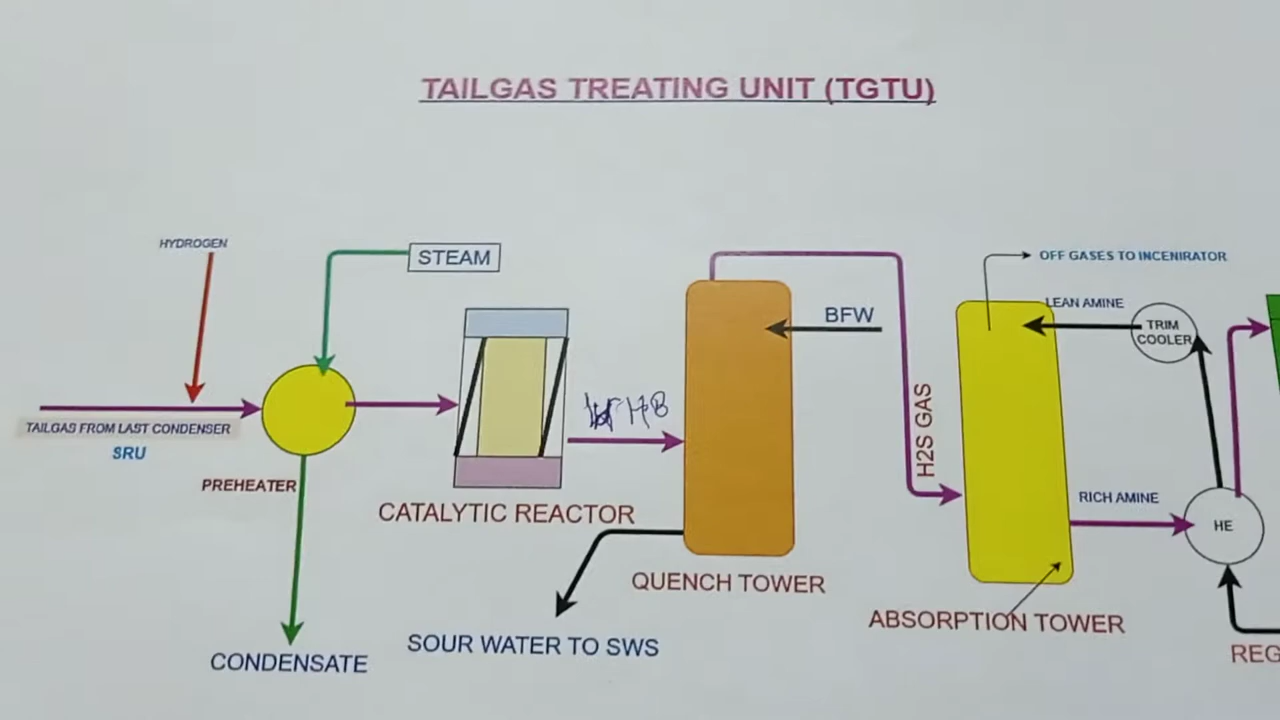 TAILGAS TREATING UNIT (TGTU)
HYDROGEN
STEAM
OFF GASES TO INCENIRATOR
LEAN AMINE
TRIM
COOLER
BFW
TAILGAS FROM LAST CONDENSER
SRU
PREHEATER
H2S GAS
RICH AMINE
HE
CATALYTIC REACTOR
QUENCH TOWER
ABSORPTION TOWER
SOUR WATER TO SWS
CONDENSATE
REG